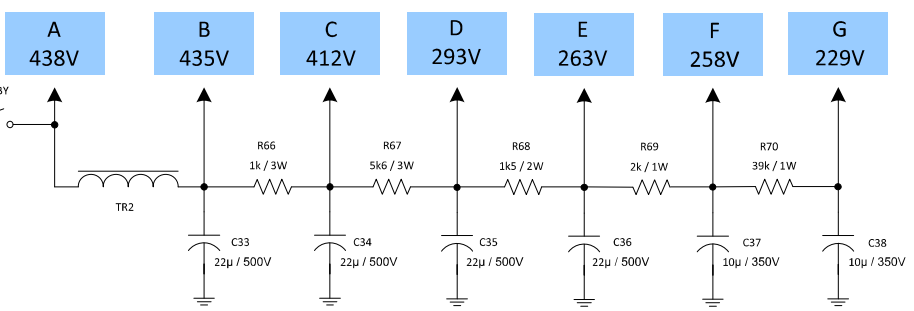 A
438V
B
435V
C
412V
D
293V
E
263V
F
258V
G
229V
BY
R66
1k / 3W
R67
5k6 / 3W
R68
1k5 / 2W
R69
2k / 1W
R70
39k / 1W
TR2
C33
22µ / 500V
C34
22µ / 500V
C35
22µ / 500V
C36
22µ / 500V
C37
10µ / 350V
C38
10µ / 350V